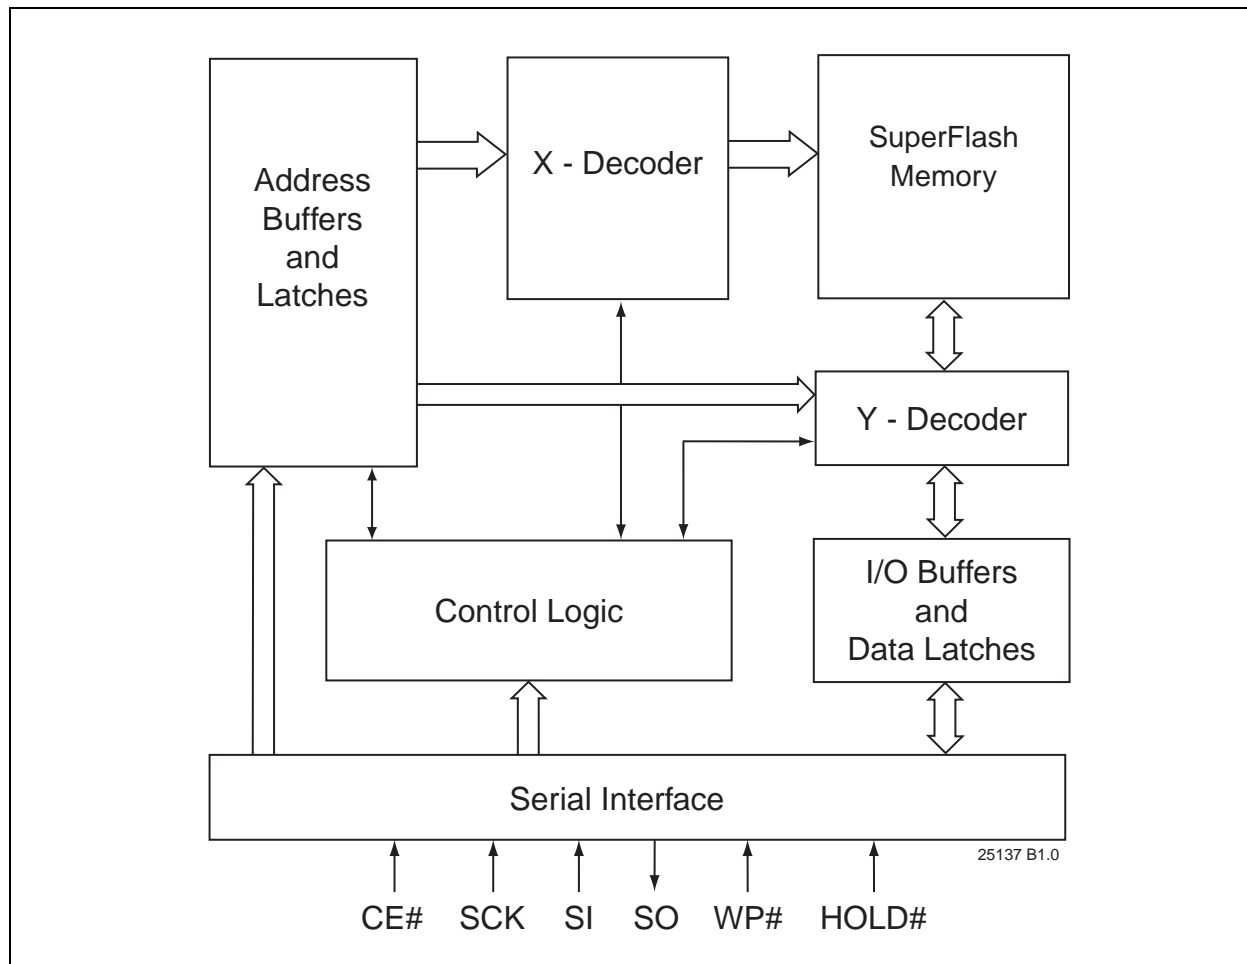 Address
Buffers
and
Latches
X - Decoder
SuperFlash
Memory
Y - Decoder
Control Logic
I/O Buffers
and
Data Latches
Serial Interface
25137 B1.0
CE# SCK SI SO WP# HOLD#